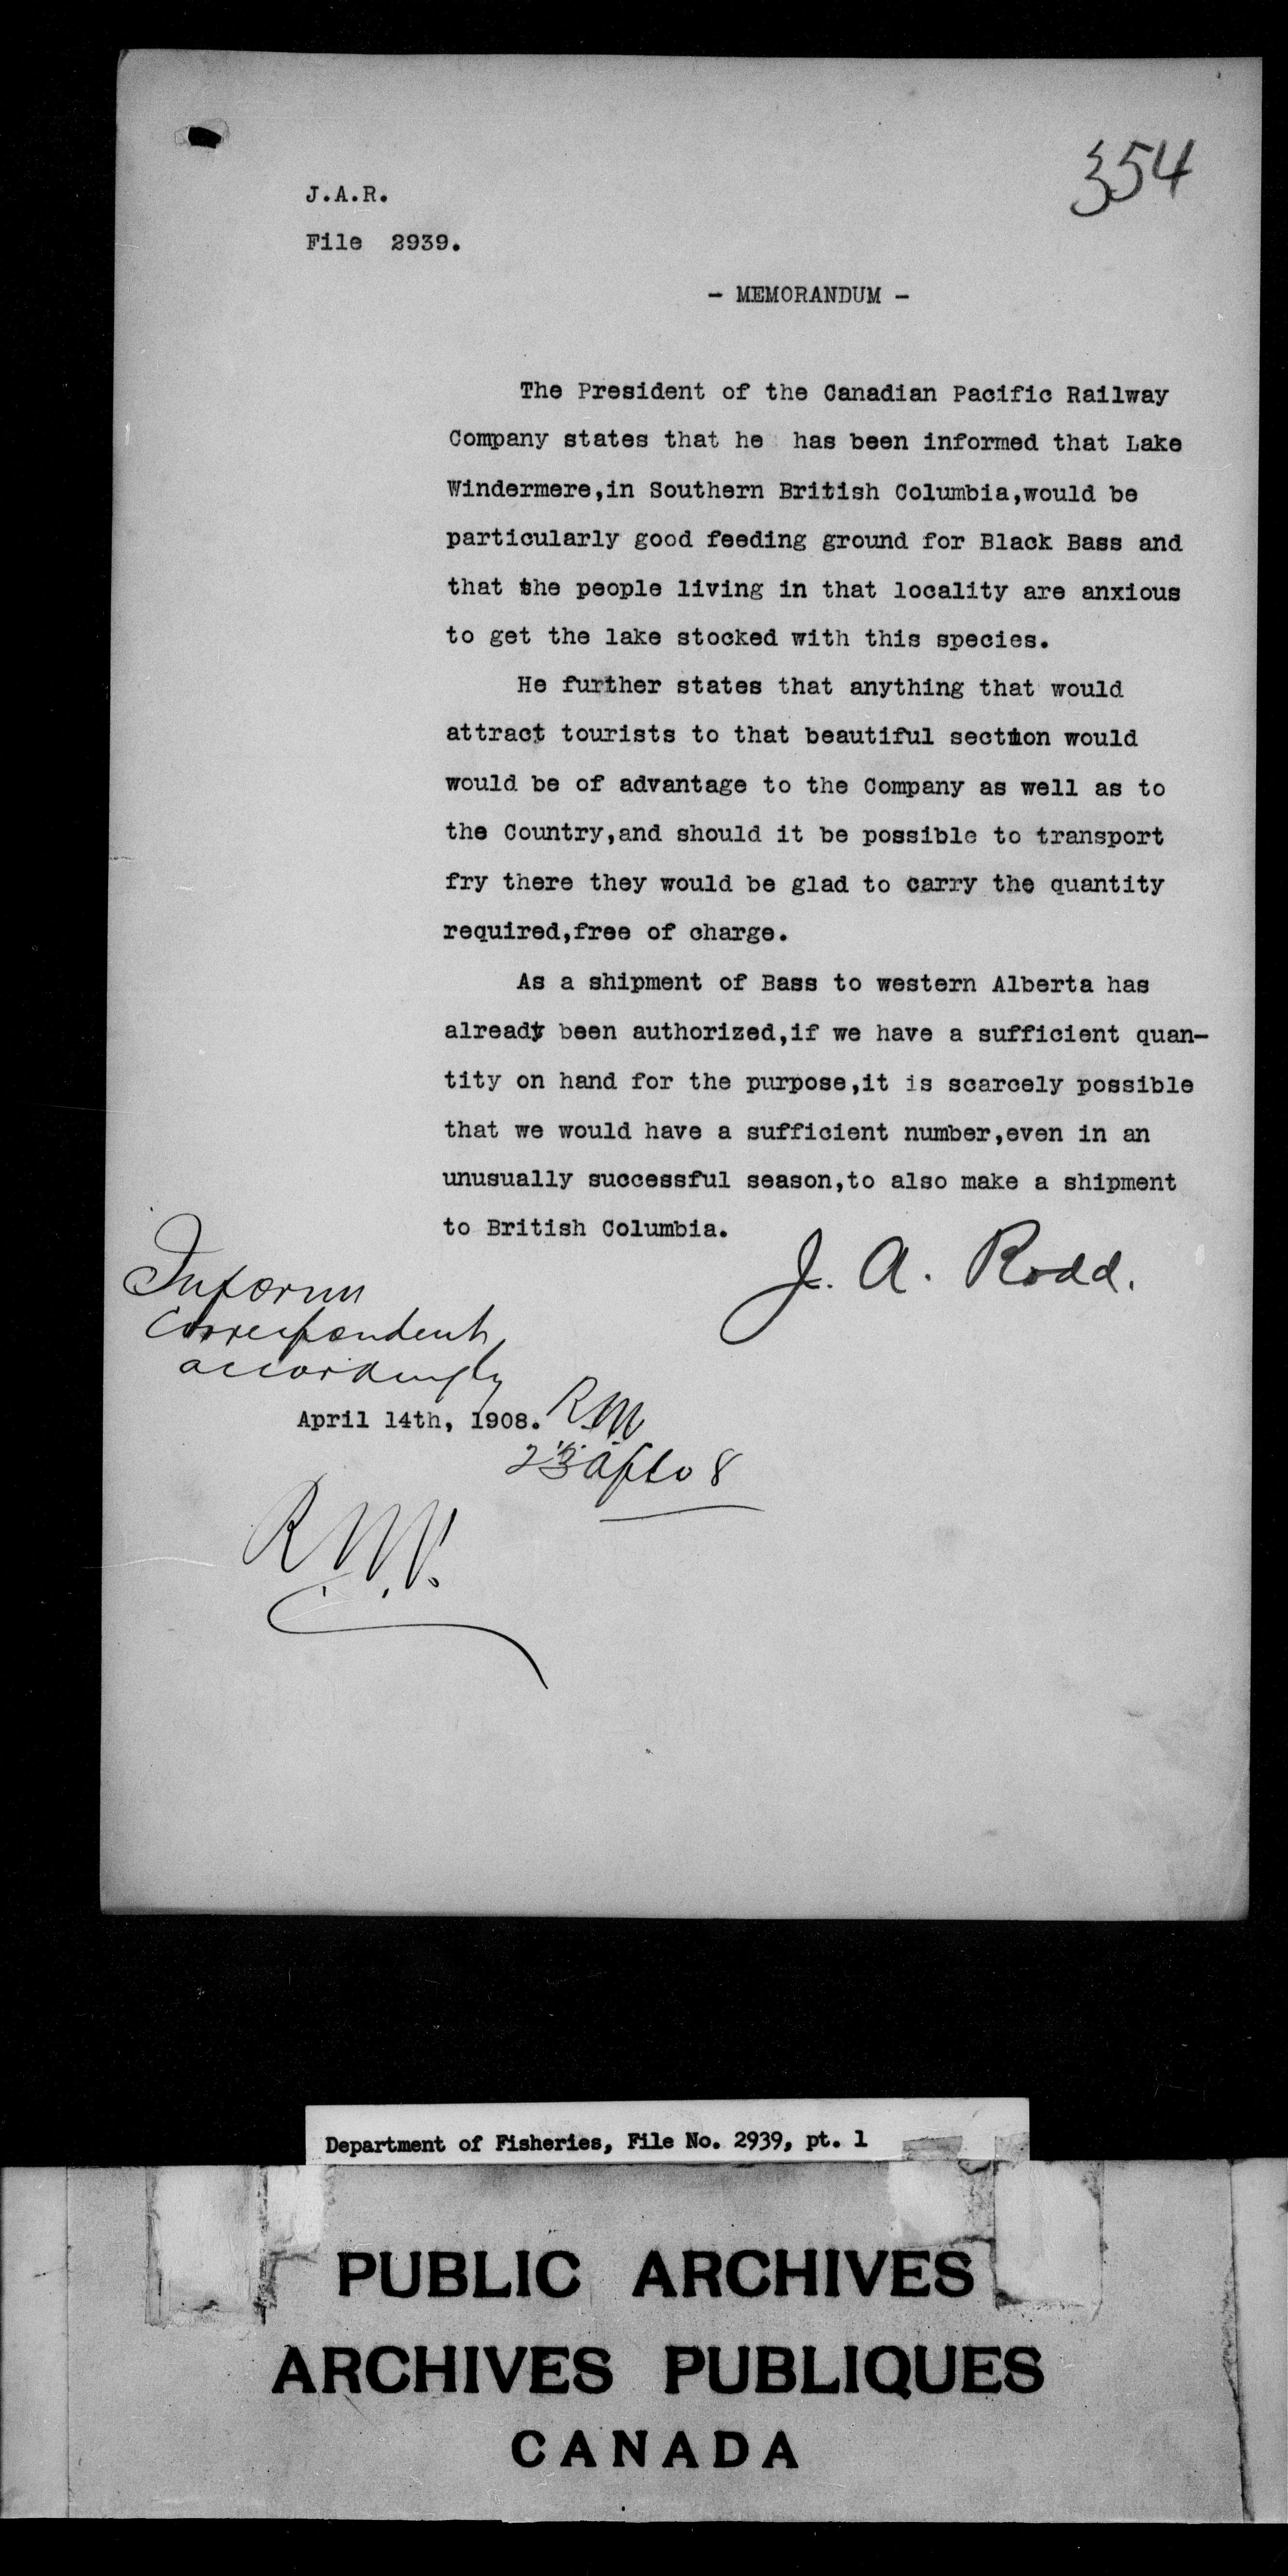 354
J.A.R.
File 2939.
- MEMORANDUM -
The President of the Canadian Pacific Railway
Company states that he has been informed that Lake
Windermere,in Southern British Columbia,would be
particularly good feeding ground for Black Bass and
that the people living in that locality are anxious
to get the lake stocked with this species.
He further states that anything that would
attract tourists to that beautiful section would
would be of advantage to the Company as well as to
the Country,and should it be possible to transport
fry there they would be glad to carry the quantity
required,free of charge.
As a shipment of Bass to western Alberta has
already been authorized,if we have a sufficient quan-
tity on hand for the purpose,it is scarcely possible
that we would have a sufficient number,even in an
unusually successful season,to also make a shipment
to British Columbia.
J. A. Rodd.
Inform
Correspondent
accordingly
April 14th, 1908.
RM
Department of Fisheries, File No. 2939, pt. 1
PUBLIC ARCHIVES
ARCHIVES PUBLIQUES
CANADA